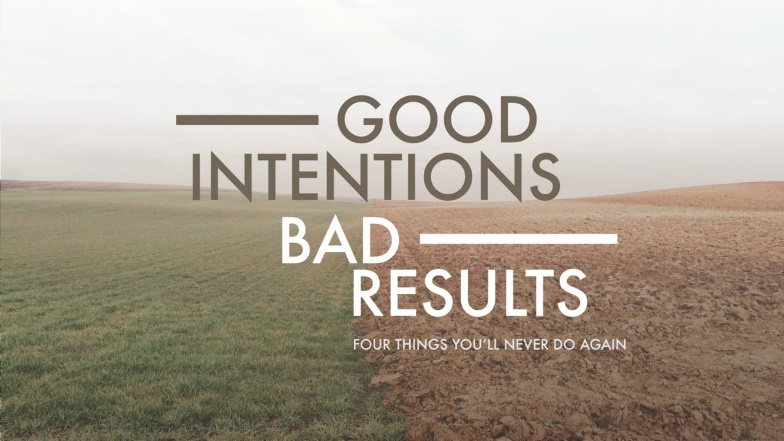 GOOD
INTENTIONS
BAD
RESULTS
FOUR THINGS YOU'LL NEVER DO AGAIN